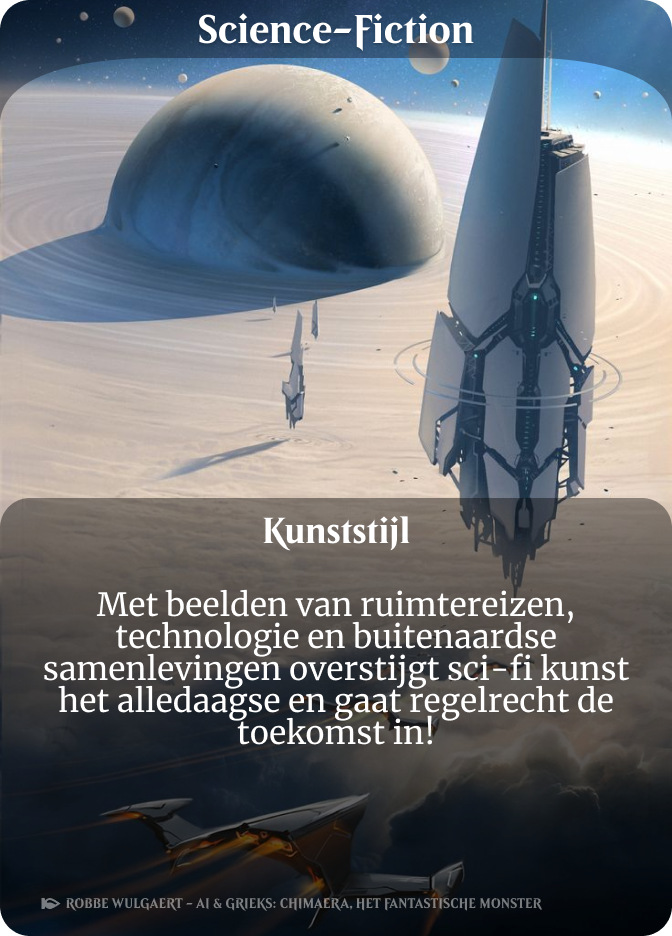 Science-Fiction
Kunststijl
Met beelden van ruimtereizen,
technologie en buitenaardse
samenlevingen overstijgt sci-fi kunst
het alledaagse en gaat regelrecht de
toekomst in!
ROBBE WULGAERT - AI & GRIEKS: CHIMAERA, HET FANTASTISCHE MONSTER